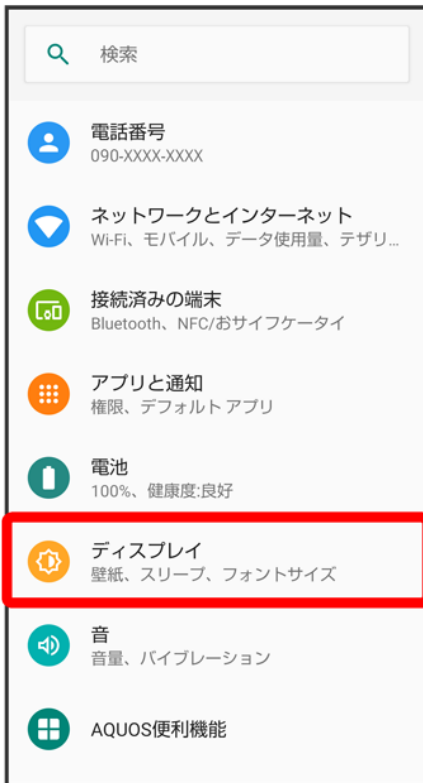 検索
電話番号
090-XXXX-XXXX
ネットワークとインターネット
Wi-Fi、モバイル、データ使用量、テザリ...
接続済みの端末
Bluetooth、NFC/おサイフケータイ
アプリと通知
権限、デフォルト アプリ
電池
100%、健康度:良好
ディスプレイ
壁紙、スリープ、フォントサイズ
音
音量、バイブレーション
AQUOS便利機能